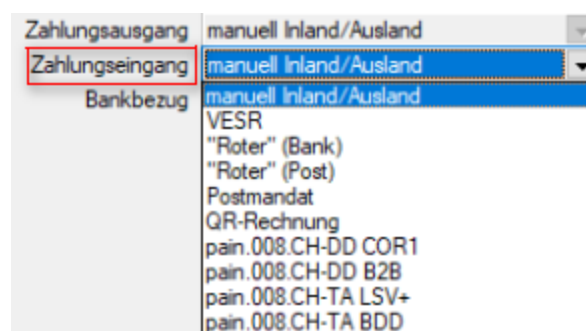 Zahlungsausgang manuell Inland/Ausland
Zahlungseingang manuell Inland/Ausland
Bankbezug manuell Inland/Ausland
VESR
"Roter" (Bank)
"Roter" (Post)
Postmandat
QR-Rechnung
pain.008.CH-DD COR1
pain.008.CH-DD B2B
pain.008.CH-TA LSV+
pain.008.CH-TA BDD